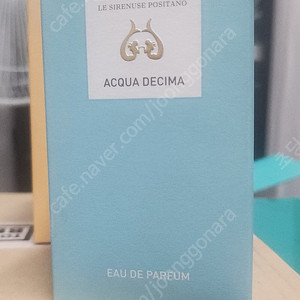 LE SIRENUSE POSITANO
ACQUA DECIMA
EAU DE PARFUM
cafe.naver.com/joonggonara